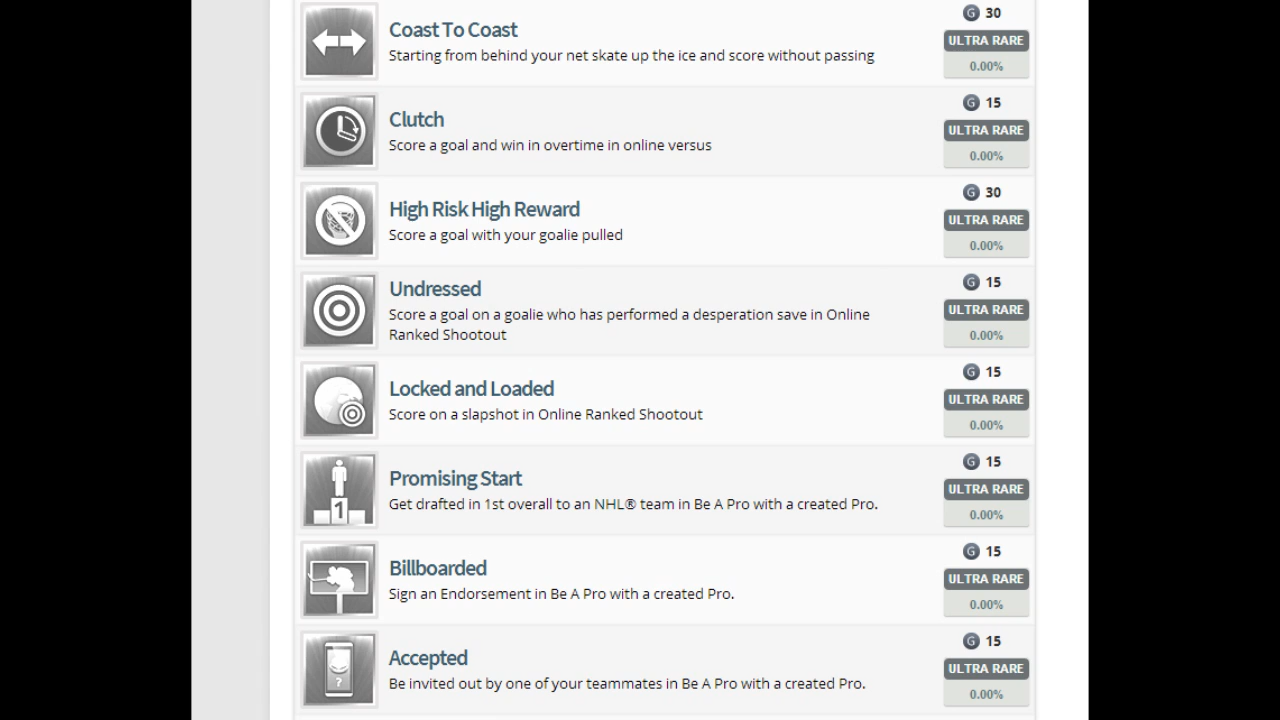 Coast To Coast
Starting from behind your net skate up the ice and score without passing
G 30
ULTRA RARE
0.00%
Clutch
Score a goal and win in overtime in online versus
G 15
ULTRA RARE
0.00%
High Risk High Reward
Score a goal with your goalie pulled
G 30
ULTRA RARE
0.00%
Undressed
Score a goal on a goalie who has performed a desperation save in Online
Ranked Shootout
G 15
ULTRA RARE
0.00%
Locked and Loaded
Score on a slapshot in Online Ranked Shootout
G 15
ULTRA RARE
0.00%
1
Promising Start
Get drafted in 1st overall to an NHL® team in Be A Pro with a created Pro.
G 15
ULTRA RARE
0.00%
Billboarded
Sign an Endorsement in Be A Pro with a created Pro.
G 15
ULTRA RARE
0.00%
?
Accepted
Be invited out by one of your teammates in Be A Pro with a created Pro.
G 15
ULTRA RARE
0.00%